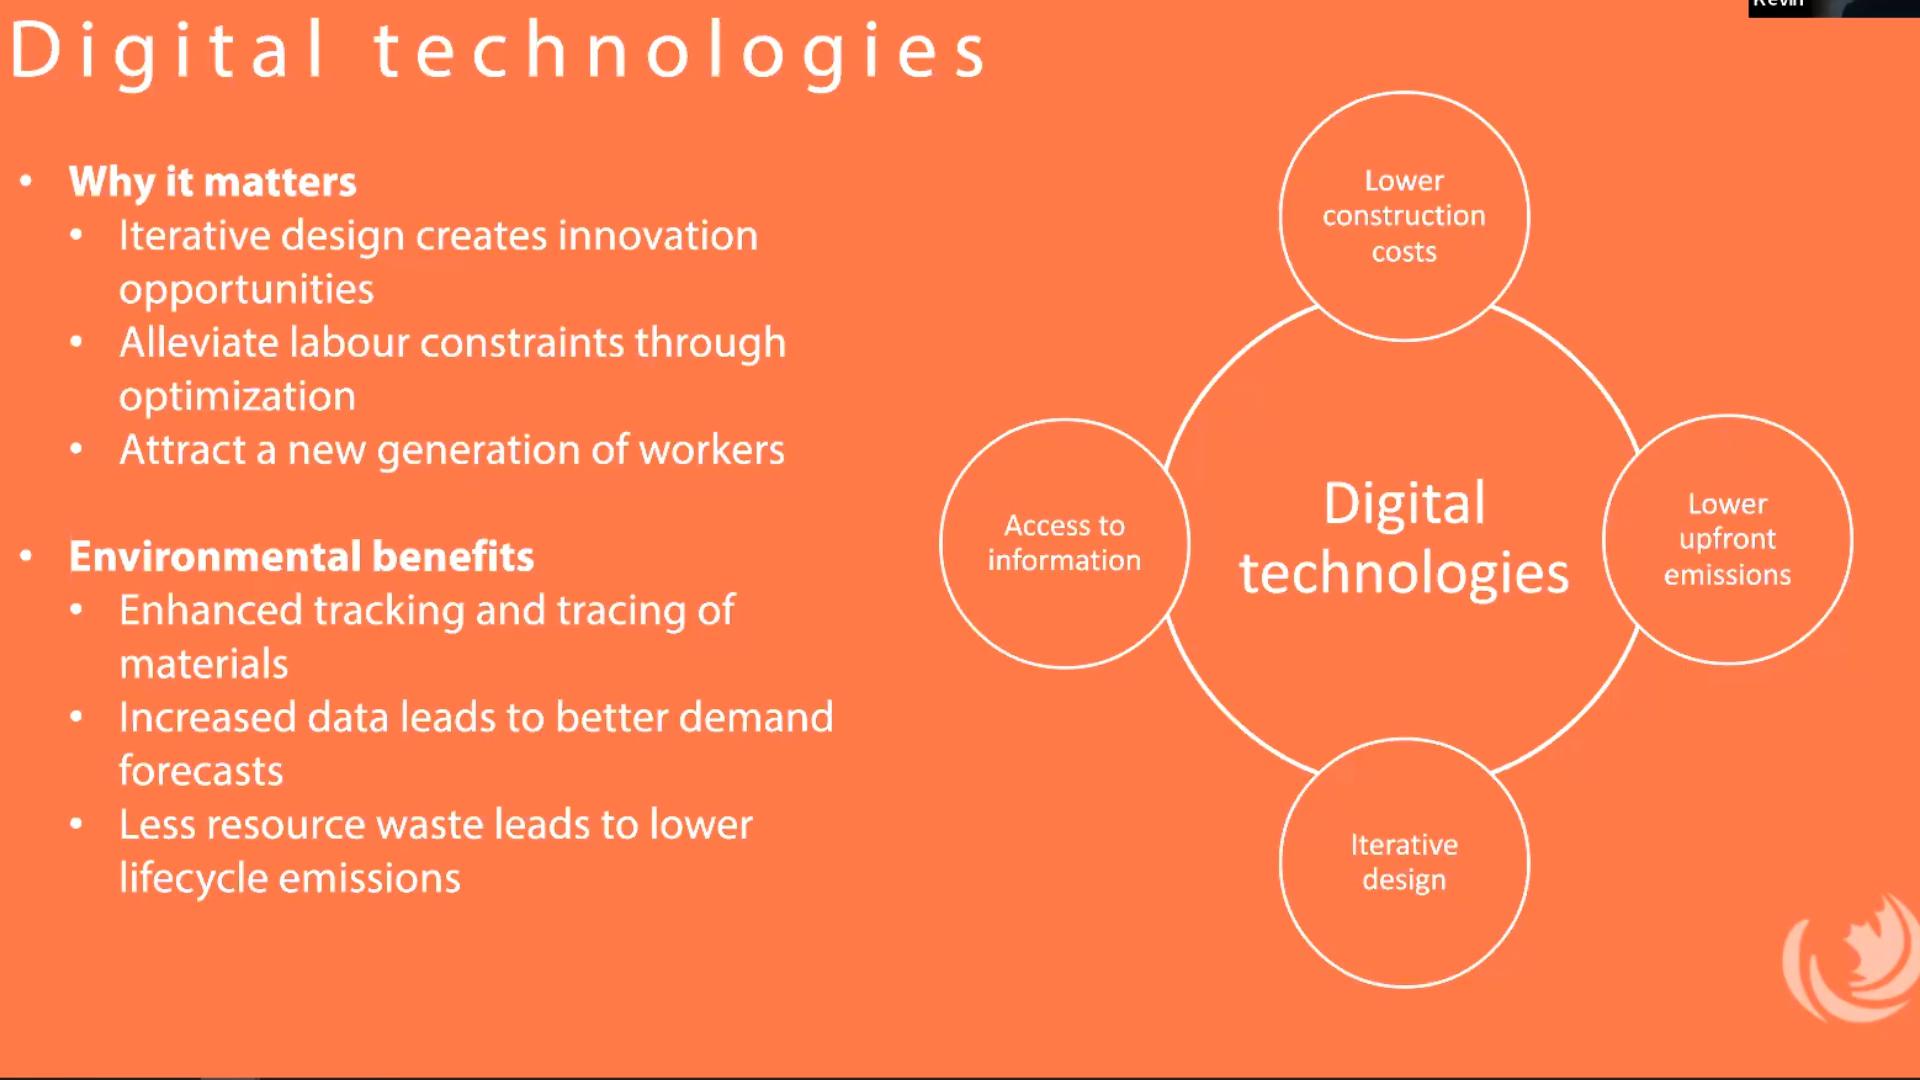 Kevin
Digital technologies
• Why it matters
• Iterative design creates innovation
opportunities
• Alleviate labour constraints through
optimization
• Attract a new generation of workers
• Environmental benefits
• Enhanced tracking and tracing of
materials
• Increased data leads to better demand
forecasts
• Less resource waste leads to lower
lifecycle emissions
Lower
construction
costs
Access to
information
Digital
technologies
Lower
upfront
emissions
Iterative
design